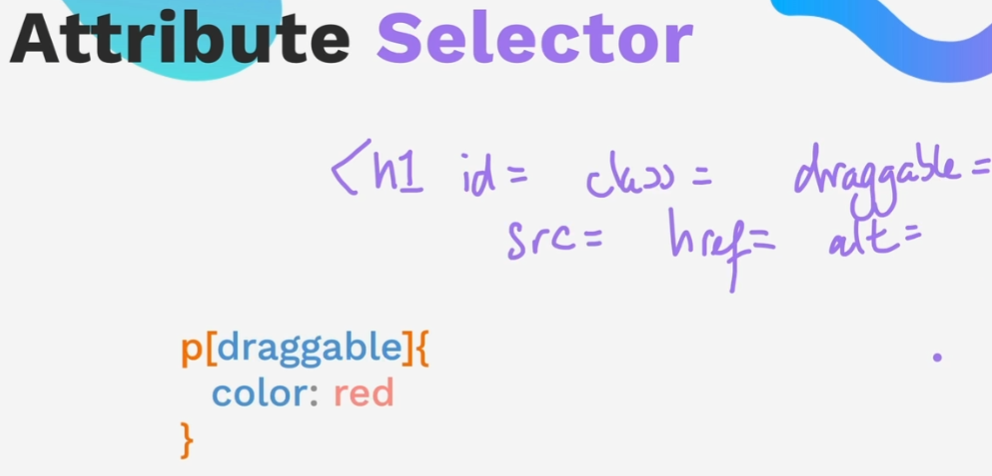 Attribute Selector
<h1 id= class= draggable=
src= href= alt=
p[draggable]{
color: red
}